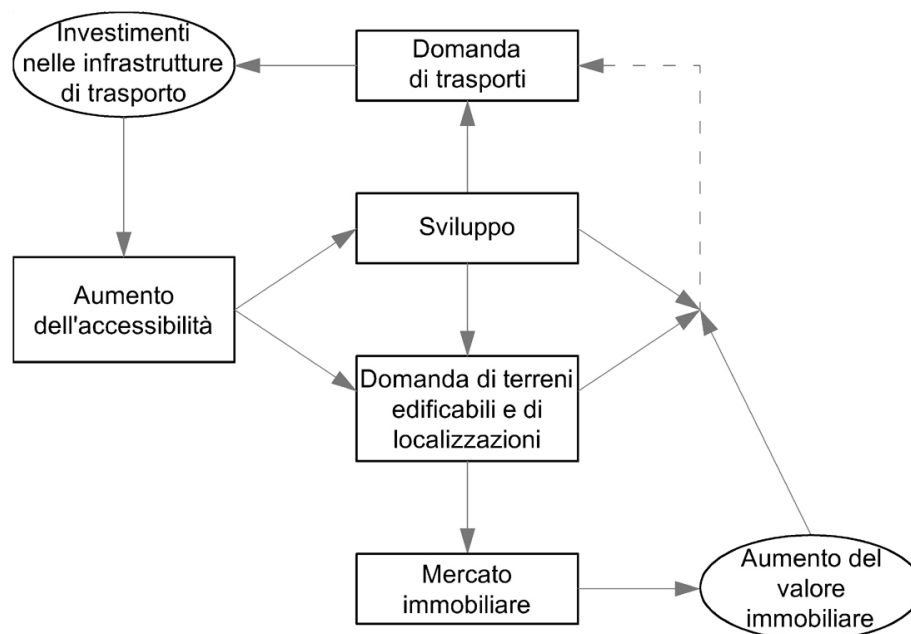 Investimenti
nelle infrastrutture
di trasporto
Domanda
di trasporti
Sviluppo
Aumento
dell'accessibilità
Domanda di terreni
edificabili e di
localizzazioni
Mercato
immobiliare
Aumento del
valore
immobiliare